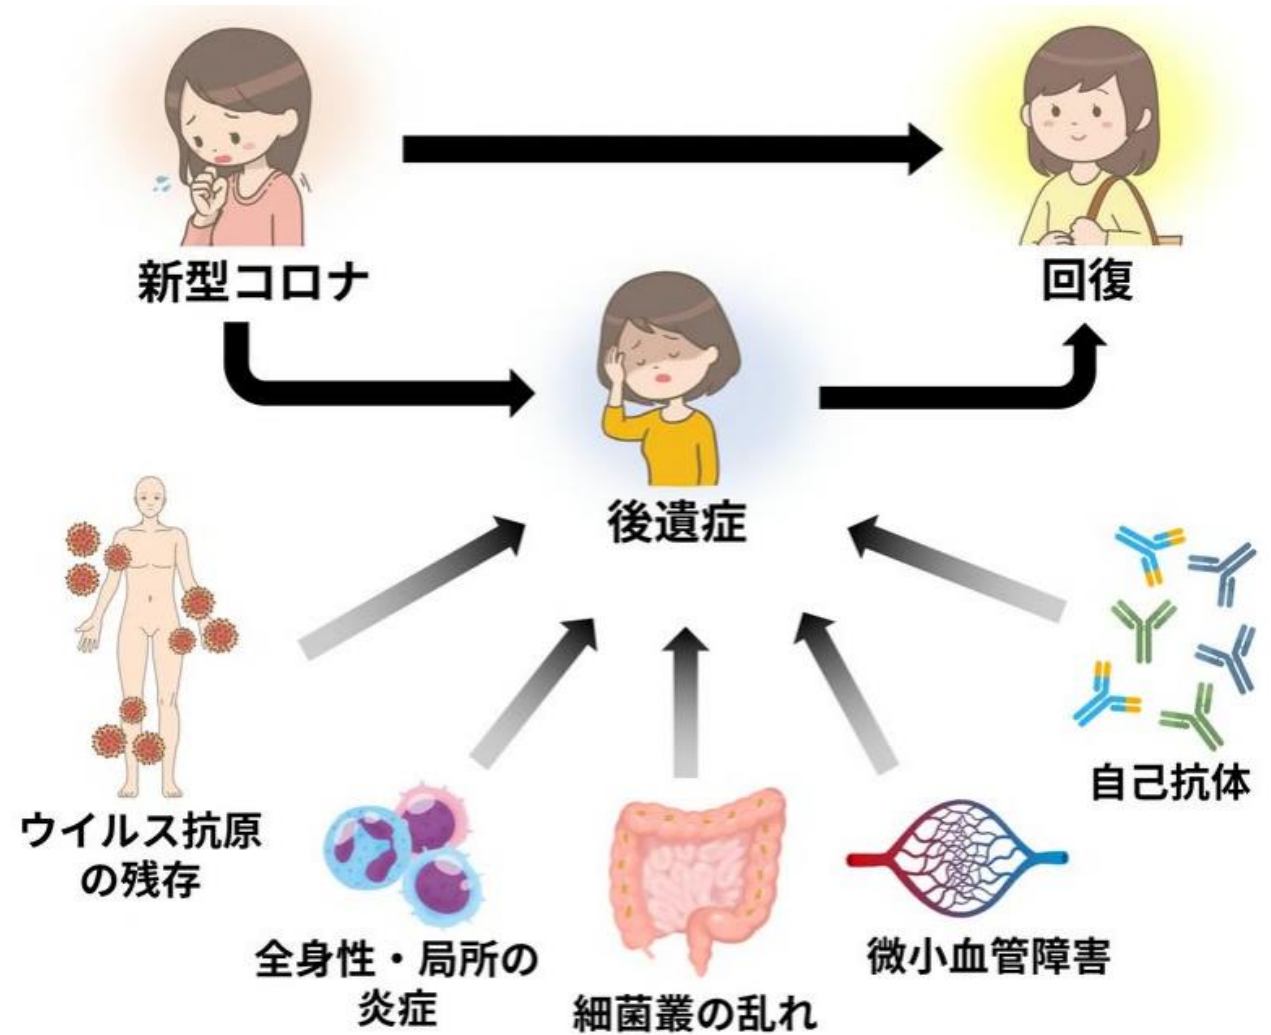 新型コロナ
回復
後遺症
自己抗体
ウイルス抗原
の残存
全身性・局所の
炎症
細菌叢の乱れ
微小血管障害